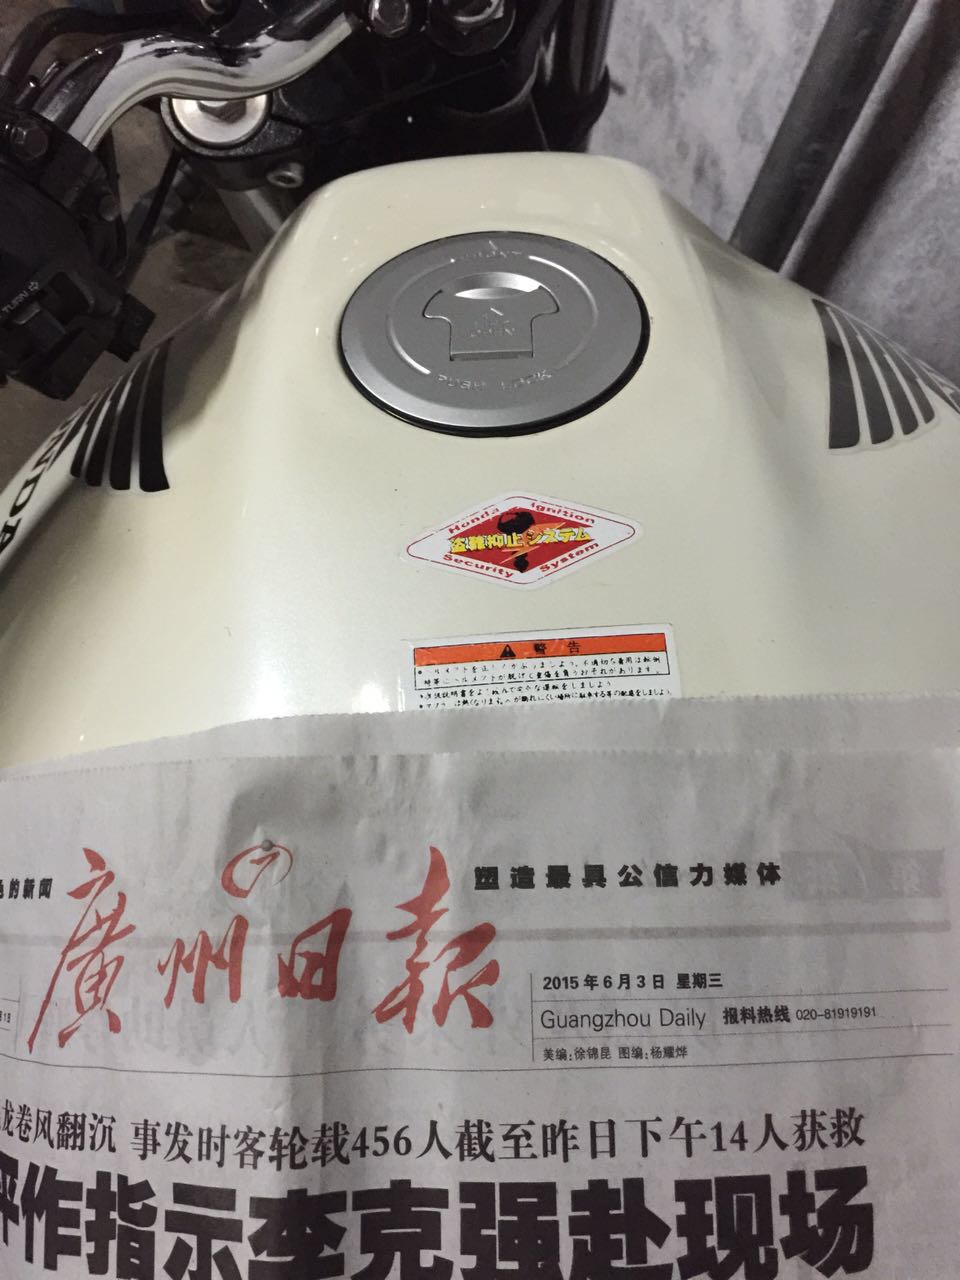 PUSH LOCK
TURN
Honda ignition
盗難抑止システム
Security System
警告
色的新闻
廣州日報
塑造最具公信力媒体
2015年6月3日 星期三
Guangzhou Daily 报料热线 020-81919191
美编:徐锦昆 图编:杨耀烨
龙卷风翻沉 事发时客轮载456人截至昨日下午14人获救
作指示李克强赴现场